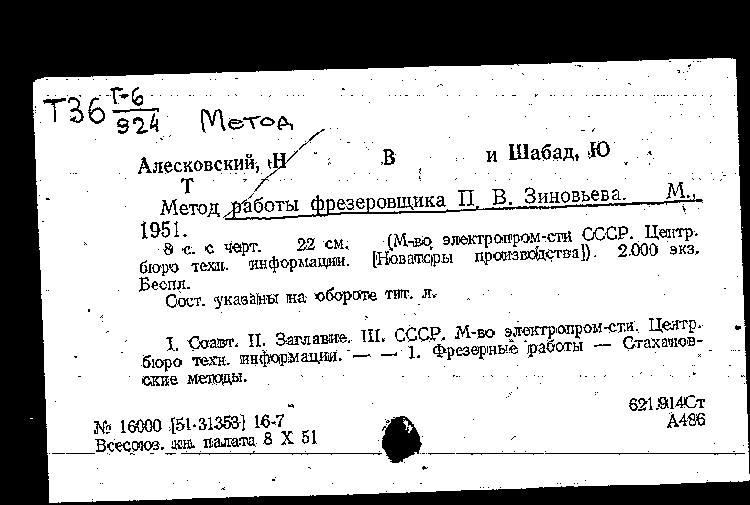 Т36 Т-6
924
Метод
Алесковский, Н В и Шабад, Ю
Т
Метод работы фрезеровщика П. В. Зиновьева. М.,
1951.
8 с. с черт. 22 см. (М-во электропром-сти СССР. Центр.
бюро техн. информации. [Новаторы производства]). 2.000 экз.
Беспл.
Сост. указаны на обороте тит. л.
I. Соавт. II. Заглавие. III. СССР. М-во электропром-сти. Центр.
бюро техн. информации. — — 1. Фрезерные работы — Стаханов-
ские методы.
№ 16000 [51-31353] 16-7
Всесоюз. кн. палата 8 X 51
621.914Ст
А486